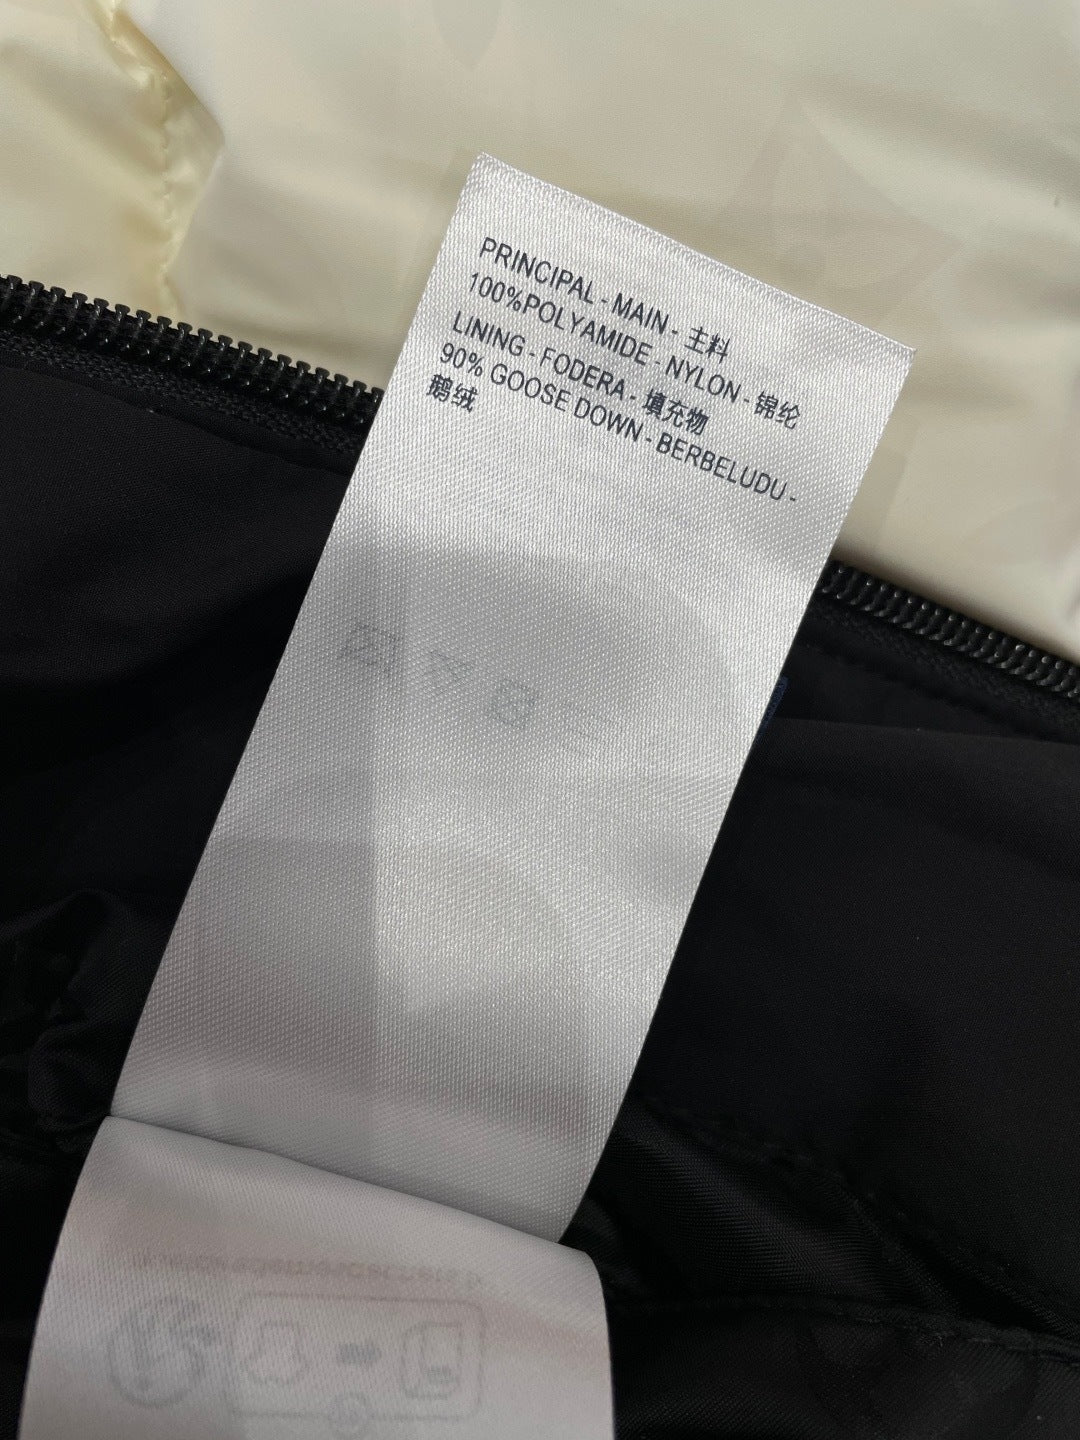 PRINCIPAL - MAIN - 主料
100%POLYAMIDE - NYLON - 锦纶
LINING - FODERA - 填充物
90% GOOSE DOWN - BERBELUDU -
鹅绒